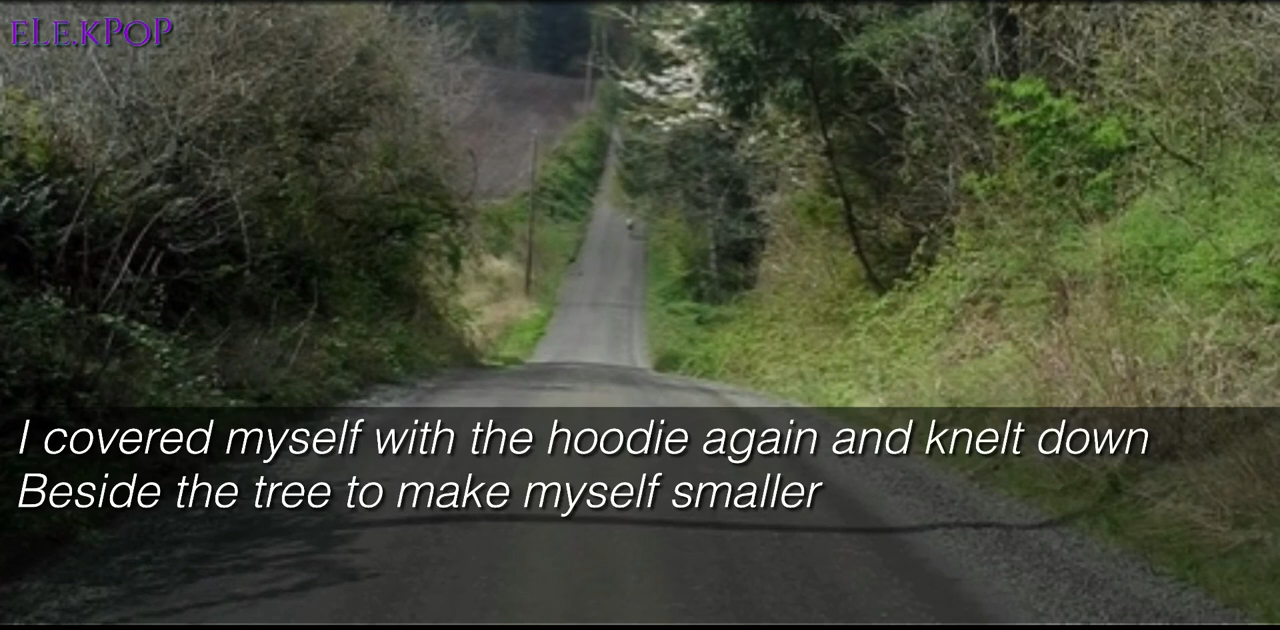 ELE.KPOP
I covered myself with the hoodie again and knelt down
Beside the tree to make myself smaller